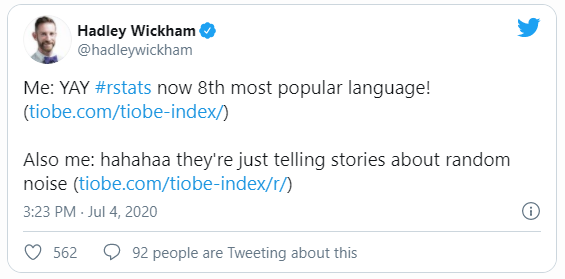 Hadley Wickham
@hadleywickham
Me: YAY #rstats now 8th most popular language!
(tiobe.com/tiobe-index/)
Also me: hahahaa they're just telling stories about random
noise (tiobe.com/tiobe-index/r/)
3:23 PM · Jul 4, 2020
562 92 people are Tweeting about this